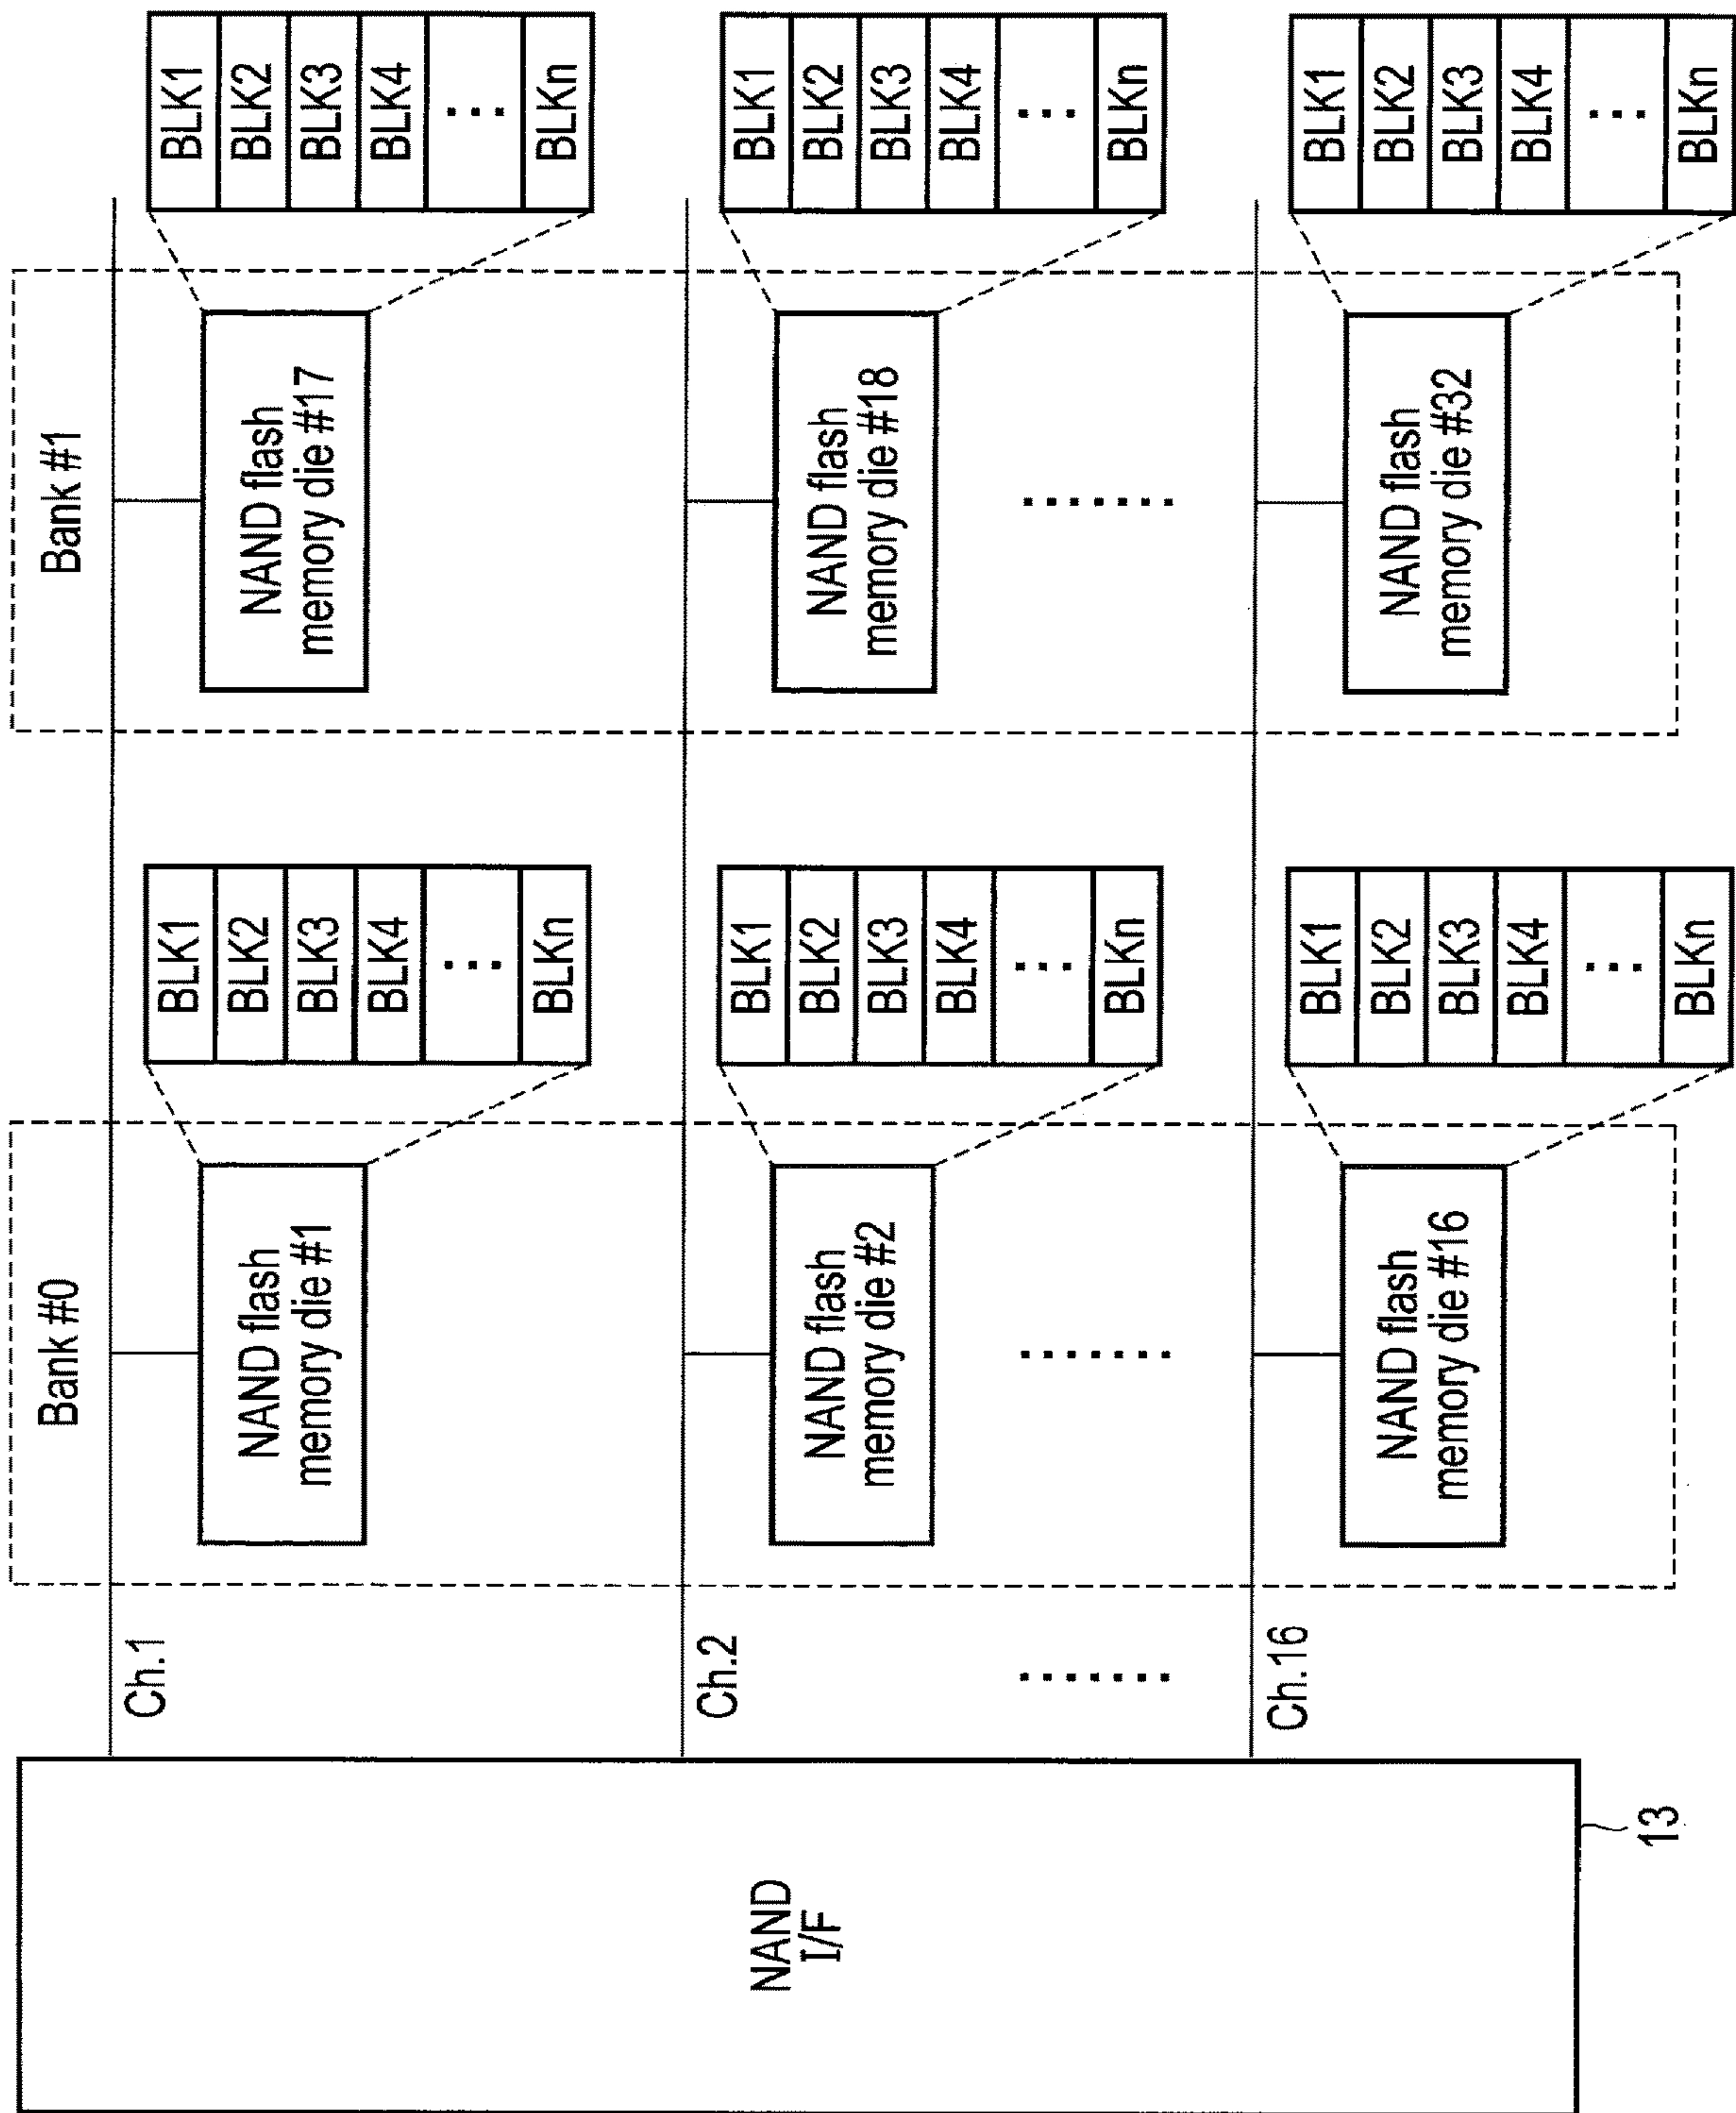 Bank #0
Bank #1
Ch.1
NAND flash
memory die #1
BLK1
BLK2
BLK3
BLK4
...
BLKn
NAND flash
memory die #17
BLK1
BLK2
BLK3
BLK4
...
BLKn
NAND
I/F
Ch.2
NAND flash
memory die #2
BLK1
BLK2
BLK3
BLK4
...
BLKn
NAND flash
memory die #18
BLK1
BLK2
BLK3
BLK4
...
BLKn
.......
.......
.......
Ch.16
NAND flash
memory die #16
BLK1
BLK2
BLK3
BLK4
...
BLKn
NAND flash
memory die #32
BLK1
BLK2
BLK3
BLK4
...
BLKn
13